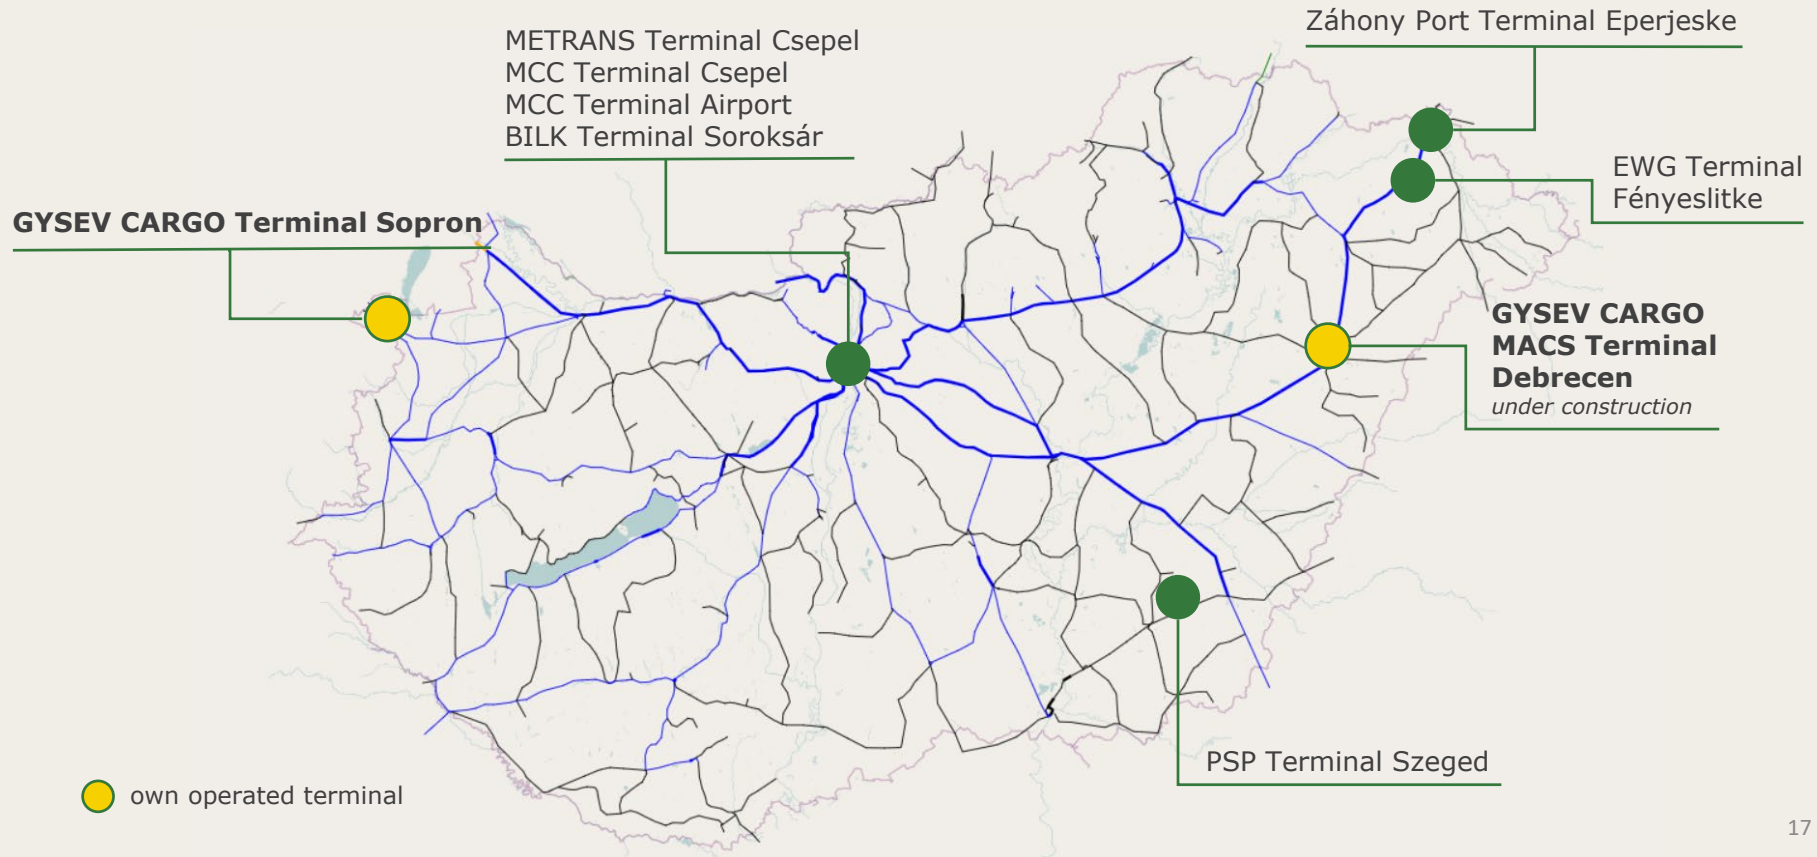 Záhony Port Terminal Eperjeske
METRANS Terminal Csepel
MCC Terminal Csepel
MCC Terminal Airport
BILK Terminal Soroksár
EWG Terminal
Fényeslitke
GYSEV CARGO Terminal Sopron
GYSEV CARGO
MACS Terminal
Debrecen
under construction
PSP Terminal Szeged
own operated terminal
17